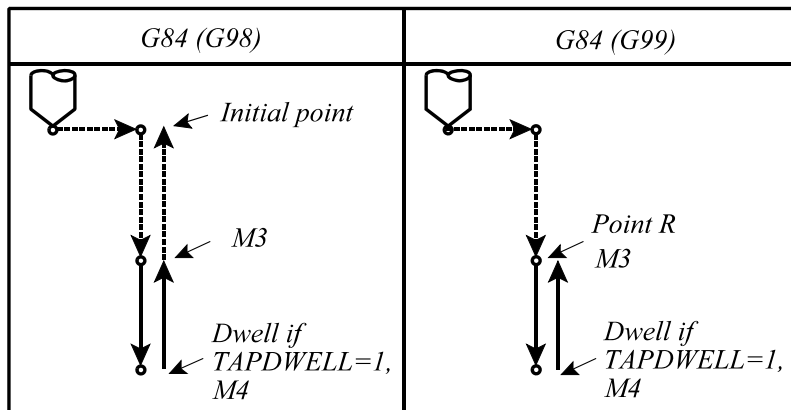 G84 (G98)
G84 (G99)
Initial point
M3
Dwell if
TAPDWELL=1,
M4
Point R
M3
Dwell if
TAPDWELL=1,
M4